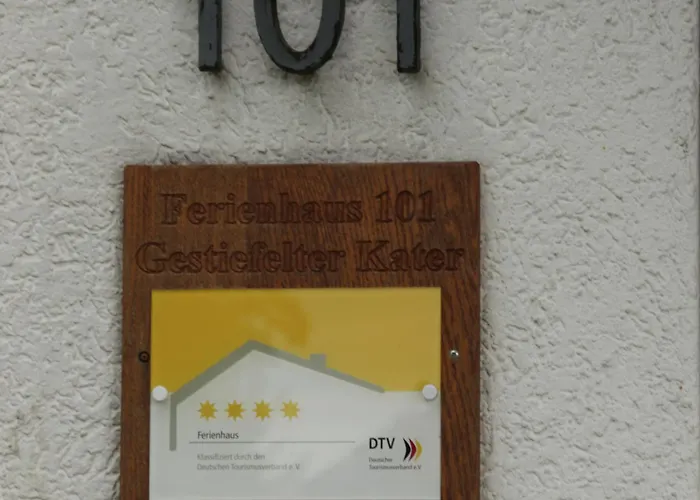 101
Ferienhaus 101
Gestiefelter Kater
Ferienhaus
Klassifiziert durch den
Deutschen Tourismusverband e.V.
DTV
Deutscher
Tourismusverband e.V.